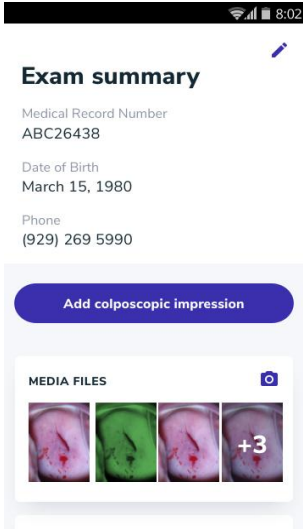 8:02
Exam summary
Medical Record Number
ABC26438
Date of Birth
March 15, 1980
Phone
(929) 269 5990
Add colposcopic impression
MEDIA FILES
+3